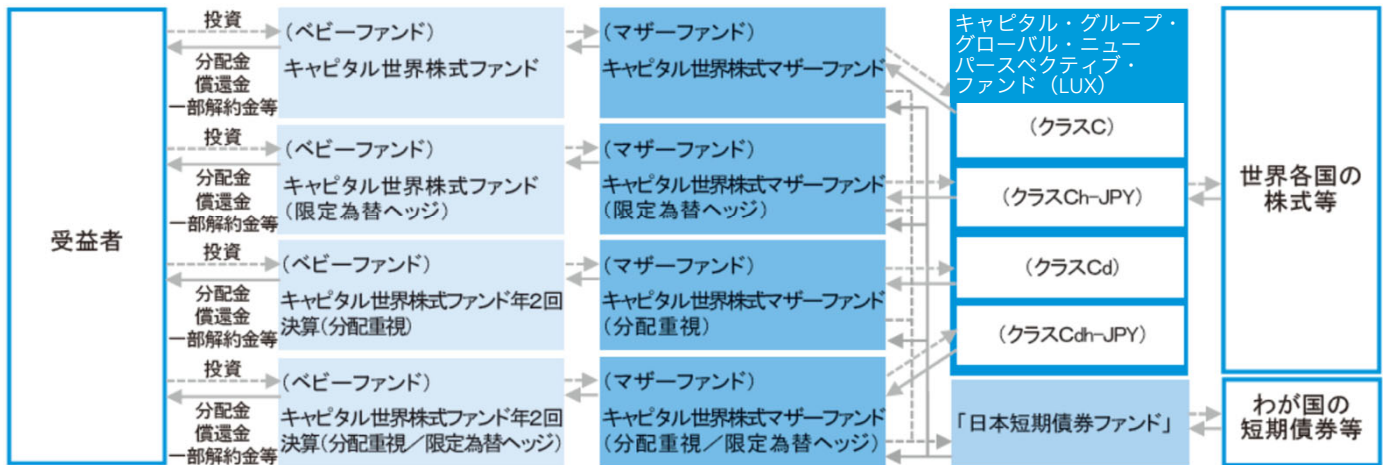 受益者
投資
分配金
償還金
一部解約金等
(ベビーファンド)
キャピタル世界株式ファンド
(マザーファンド)
キャピタル世界株式マザーファンド
投資
分配金
償還金
一部解約金等
(ベビーファンド)
キャピタル世界株式ファンド
(限定為替ヘッジ)
(マザーファンド)
キャピタル世界株式マザーファンド
(限定為替ヘッジ)
投資
分配金
償還金
一部解約金等
(ベビーファンド)
キャピタル世界株式ファンド年2回
決算(分配重視)
(マザーファンド)
キャピタル世界株式マザーファンド
(分配重視)
投資
分配金
償還金
一部解約金等
(ベビーファンド)
キャピタル世界株式ファンド年2回
決算(分配重視/限定為替ヘッジ)
(マザーファンド)
キャピタル世界株式マザーファンド
(分配重視/限定為替ヘッジ)
キャピタル・グループ・
グローバル・ニュー
パースペクティブ・
ファンド(LUX)
(クラスC)
(クラスCh-JPY)
(クラスCd)
(クラスCdh-JPY)
「日本短期債券ファンド」
世界各国の
株式等
わが国の
短期債券等